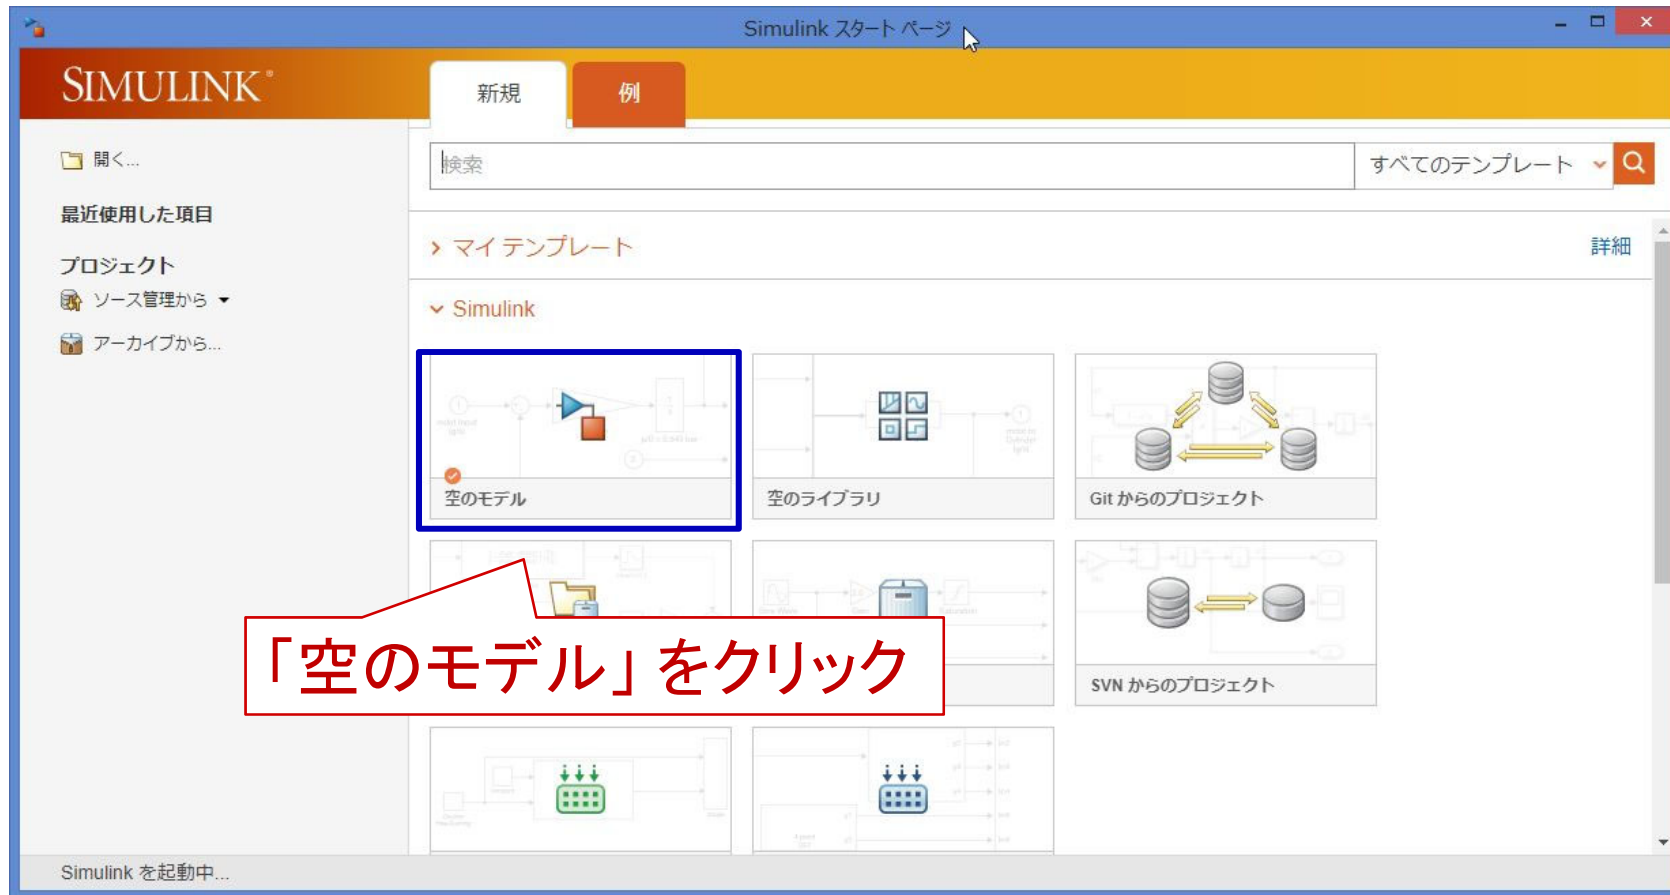 Simulink スタート ページ
SIMULINK®
新規
例
開く...
検索
すべてのテンプレート
最近使用した項目
マイ テンプレート
詳細
プロジェクト
ソース管理から
Simulink
アーカイブから...
空のモデル
空のライブラリ
Git からのプロジェクト
「空のモデル」をクリック
SVN からのプロジェクト
Simulink を起動中...